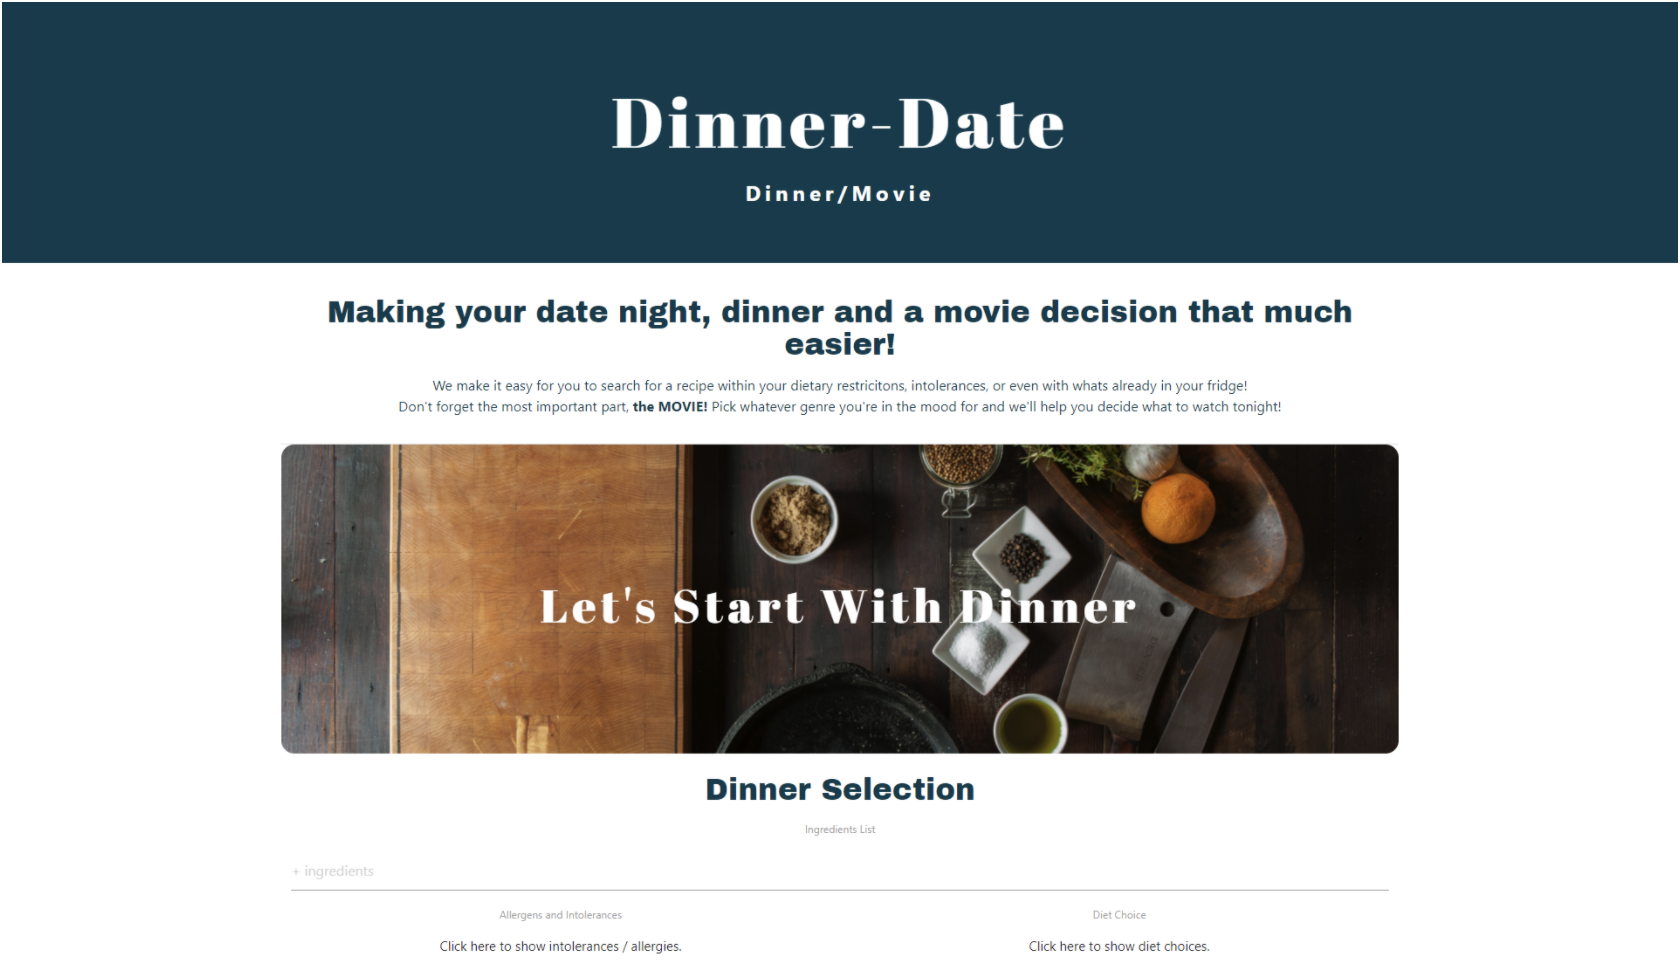 Dinner-Date
Dinner/Movie
Making your date night, dinner and a movie decision that much
easier!
We make it easy for you to search for a recipe within your dietary restricitons, intolerances, or even with whats already in your fridge!
Don't forget the most important part, the MOVIE! Pick whatever genre you're in the mood for and we'll help you decide what to watch tonight!
Let's Start With Dinner
Dinner Selection
Ingredients List
+ ingredients
Allergens and Intolerances
Diet Choice
Click here to show intolerances / allergies.
Click here to show diet choices.